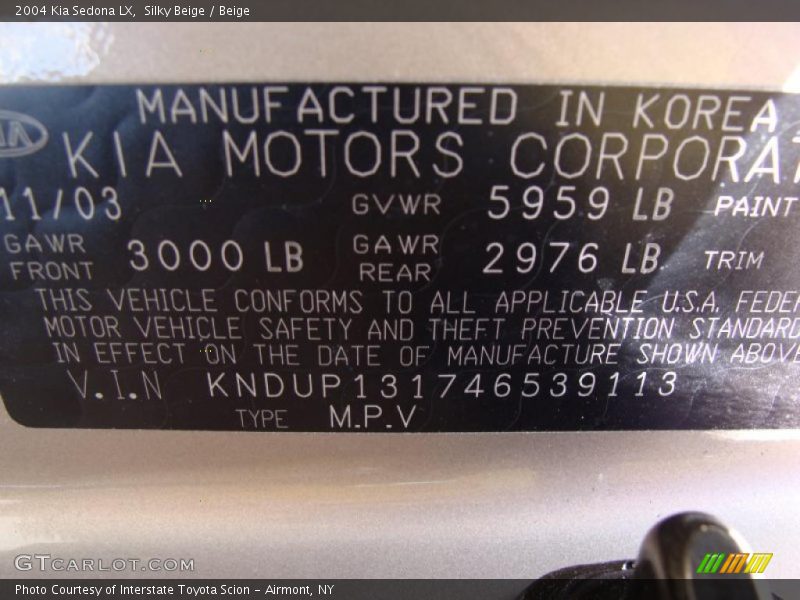 2004 Kia Sedona LX, Silky Beige / Beige
MANUFACTURED IN KOREA
KIA KIA MOTORS CORPORAT
11/03 GVWR 5959 LB PAINT
GAWR FRONT 3000 LB GAWR REAR 2976 LB TRIM
THIS VEHICLE CONFORMS TO ALL APPLICABLE U.S.A. FEDER
MOTOR VEHICLE SAFETY AND THEFT PREVENTION STANDARD
IN EFFECT ON THE DATE OF MANUFACTURE SHOWN ABOVE
V.I.N KNDUP131746539113
TYPE M.P.V
GTCARLOT.COM
Photo Courtesy of Interstate Toyota Scion - Airmont, NY